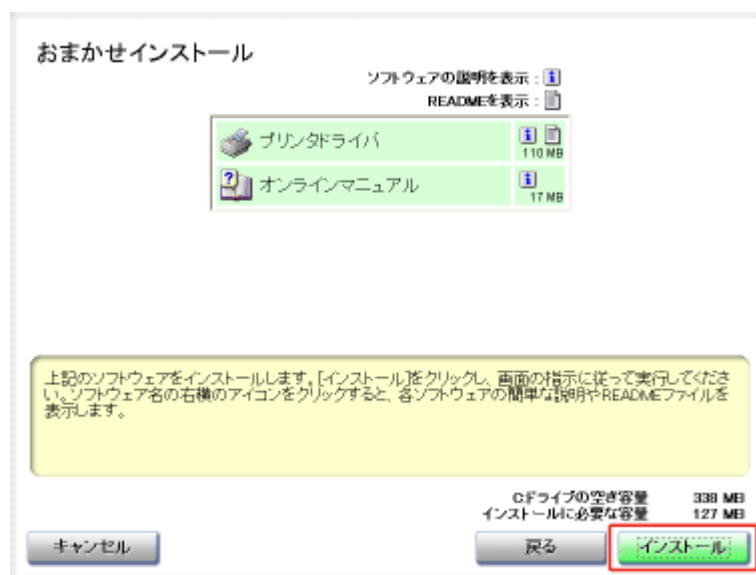 おまかせインストール
ソフトウェアの説明を表示：
READMEを表示：
プリンタドライバ
110 MB
オンラインマニュアル
17 MB
上記のソフトウェアをインストールします。[インストール]をクリックし、画面の指示に従って実行してくださ
い。ソフトウェア名の右横のアイコンをクリックすると、各ソフトウェアの簡単な説明やREADMEファイルを
表示します。
Cドライブの空き容量 338 MB
インストールに必要な容量 127 MB
キャンセル 戻る インストール